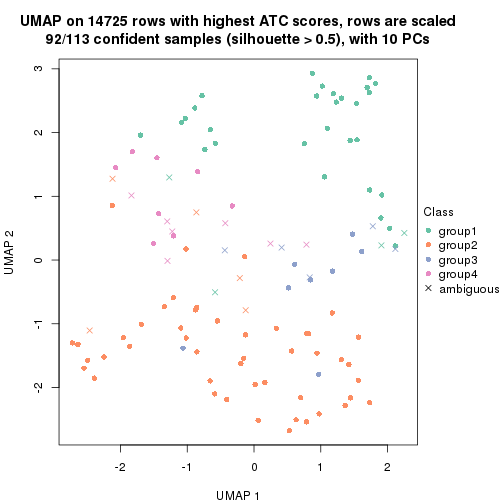 UMAP on 14725 rows with highest ATC scores, rows are scaled
92/113 confident samples (silhouette > 0.5), with 10 PCs
3
2
1
0
-1
-2
UMAP 2
-2
-1
0
1
2
UMAP 1
Class
group1
group2
group3
group4
ambiguous